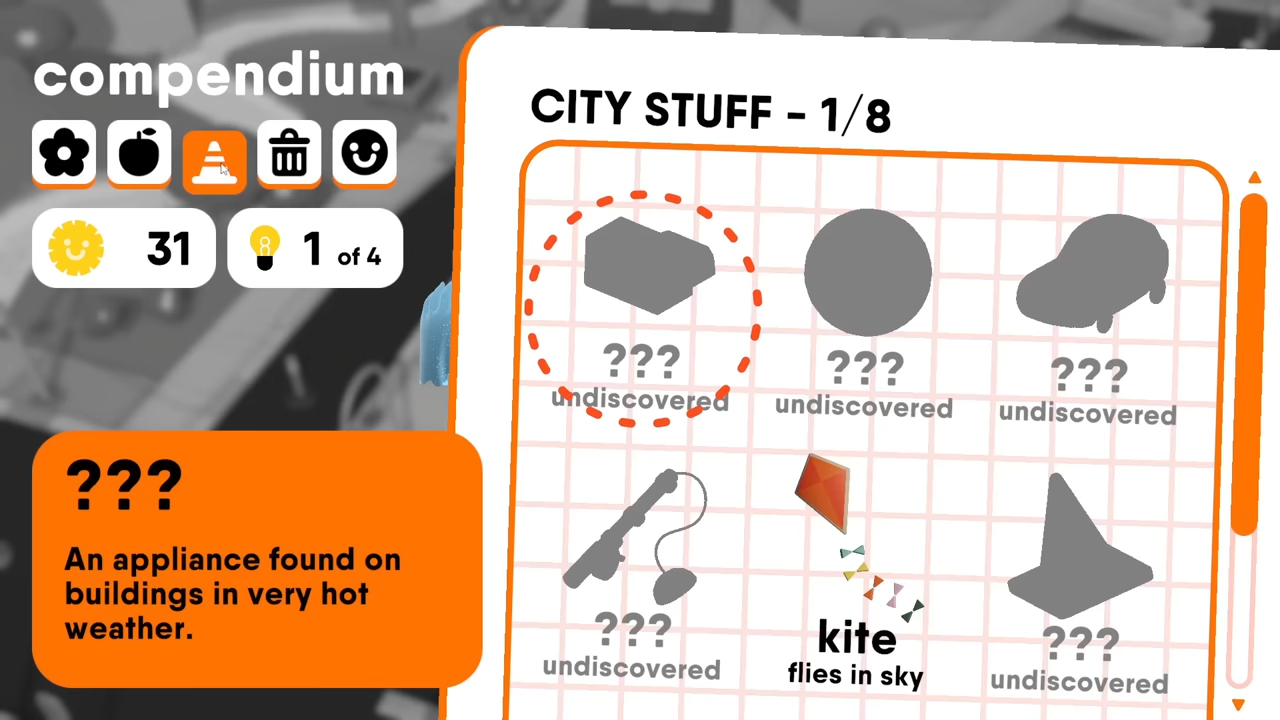 compendium
31
1 of 4
CITY STUFF - 1/8
???
undiscovered
???
undiscovered
???
undiscovered
???
undiscovered
kite
flies in sky
???
undiscovered
???
An appliance found on
buildings in very hot
weather.